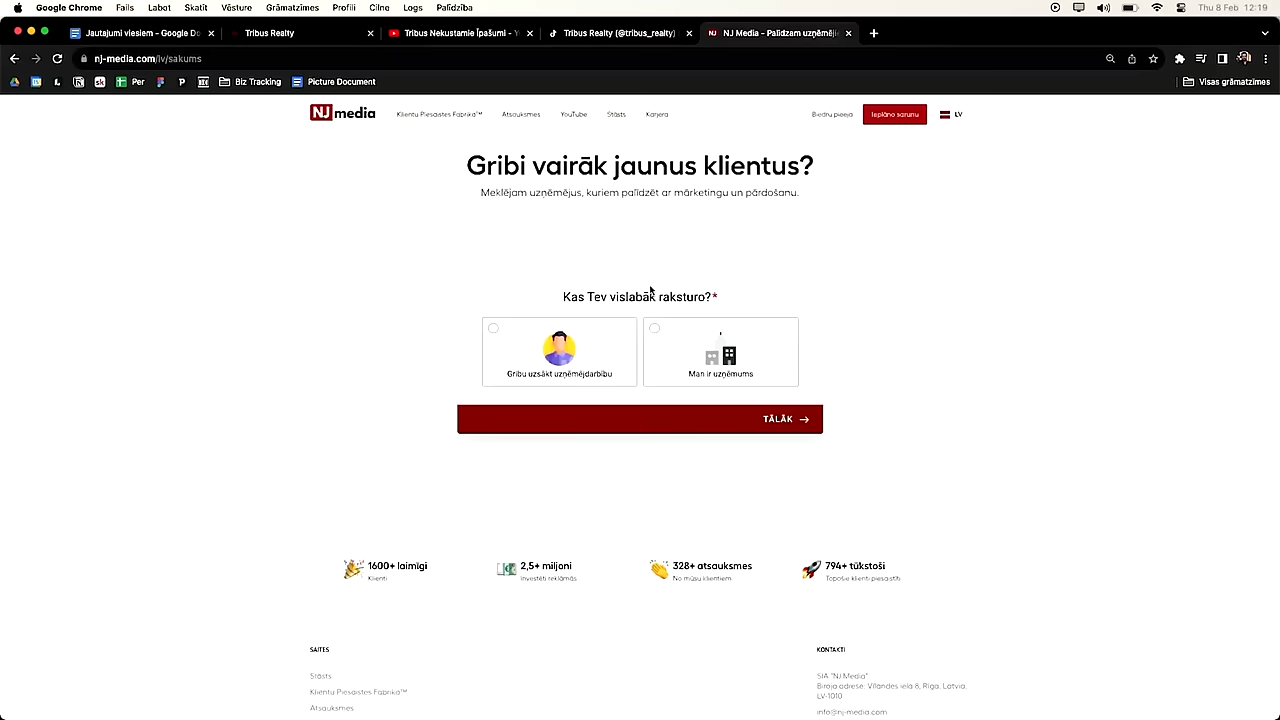 Google Chrome Fails Labot Skatīt Vēsture Grāmatzīmes Profili Cilne Logs Palīdzība Thu 8 Feb 12:19
Jautajumi viesiem - Google Do Tribus Realty Tribus Nekustamie Īpašumi - Y Tribus Realty (@tribus_realty) NJ Media – Palīdzam uzņēmēji
nj-media.com/lv/sakums
Per Biz Tracking Picture Document Visas grāmatzīmes
NJ media Klientu Piesaistes Fabrika™ Atsauksmes YouTube Stāsts Karjera Biedru pieeja Ieplāno sarunu LV
Gribi vairāk jaunus klientus?
Meklējam uzņēmējus, kuriem palīdzēt ar mārketingu un pārdošanu.
Kas Tev vislabāk raksturo?*
Gribu uzsākt uzņēmējdarbību Man ir uzņēmums
TĀLĀK →
1600+ laimīgi 2,5+ miljoni 328+ atsauksmes 794+ tūkstoši
Klienti Investēti reklāmās No mūsu klientiem Topošie klienti piesaistīti
SAITES KONTAKTI
Stāsts SIA "NJ Media"
Klientu Piesaistes Fabrika™ Biroja adrese: Vīlandes iela 8, Rīga, Latvia,
LV-1010
Atsauksmes info@nj-media.com